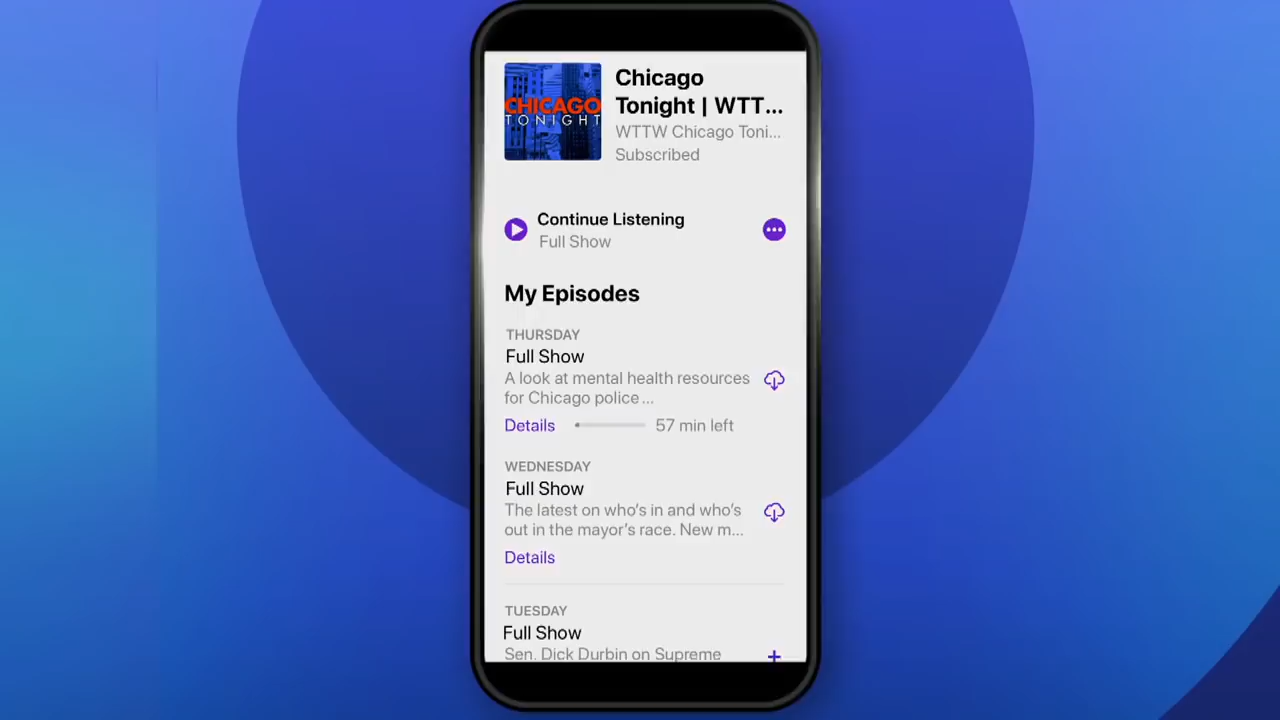 CHICAGO
TONIGHT
Chicago
Tonight | WTT...
WTTW Chicago Toni...
Subscribed
Continue Listening
Full Show
My Episodes
THURSDAY
Full Show
A look at mental health resources
for Chicago police ...
Details 57 min left
WEDNESDAY
Full Show
The latest on who's in and who's
out in the mayor's race. New m...
Details
TUESDAY
Full Show
Sen. Dick Durbin on Supreme